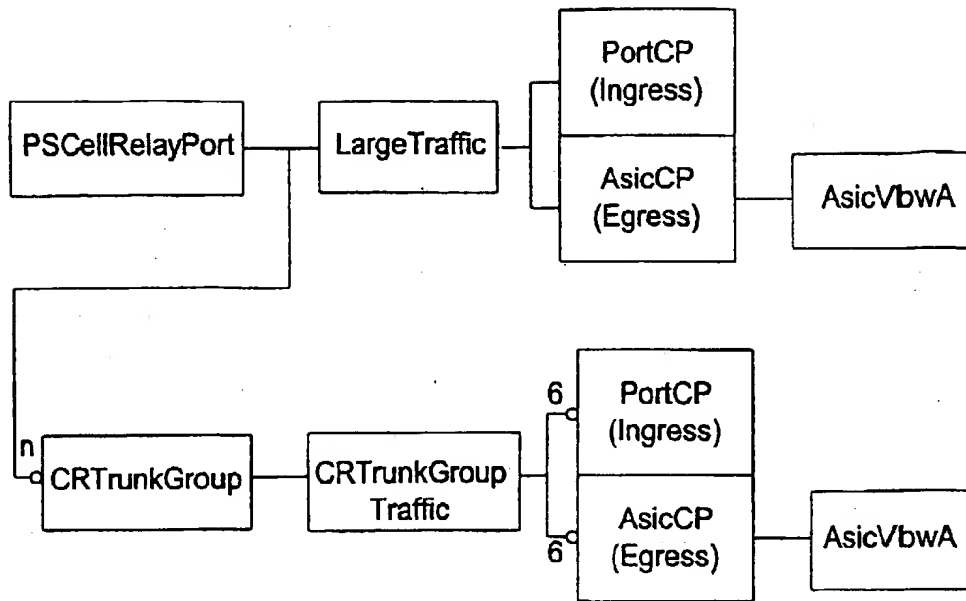 PSCellRelayPort
LargeTraffic
PortCP
(Ingress)
AsicCP
(Egress)
AsicVbwA
n
CRTrunkGroup
CRTrunkGroup
Traffic
6
6
PortCP
(Ingress)
AsicCP
(Egress)
AsicVbwA